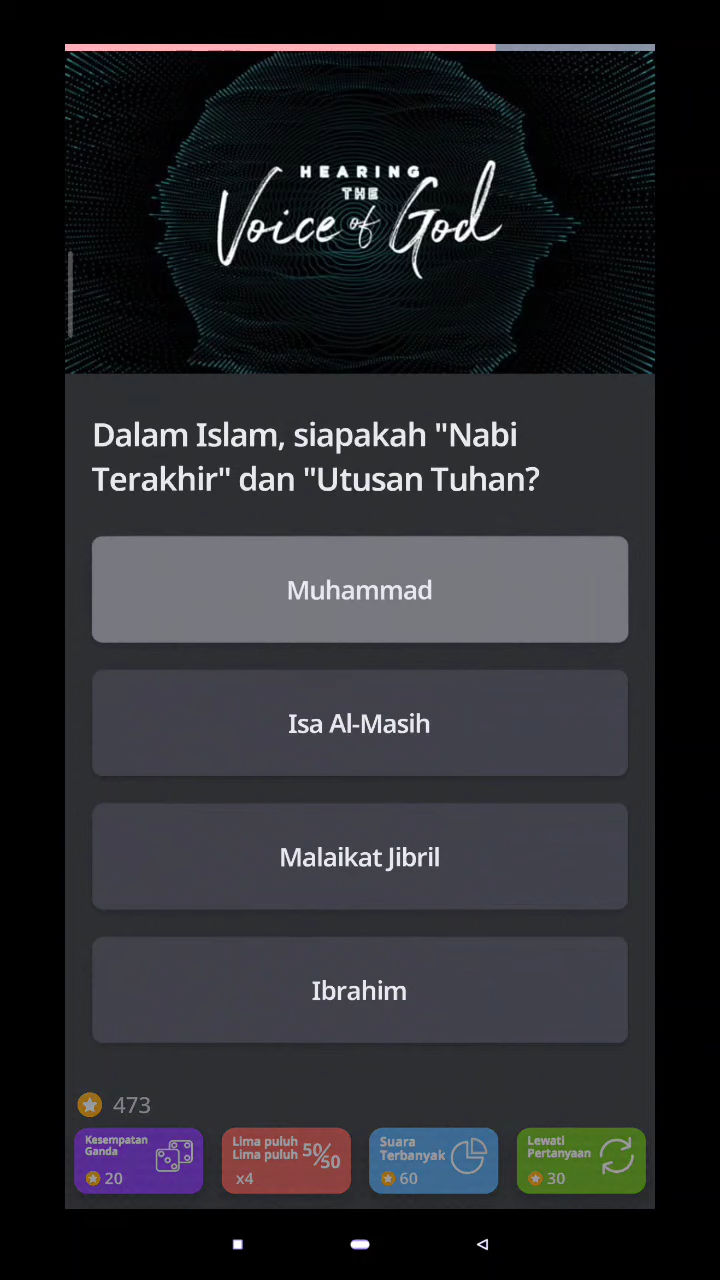 HEARING
THE
Voice of God
Dalam Islam, siapakah "Nabi
Terakhir" dan "Utusan Tuhan?
Muhammad
Isa Al-Masih
Malaikat Jibril
Ibrahim
473
Kesempatan
Ganda
20
Lima puluh
Lima puluh
50/50
x4
Suara
Terbanyak
60
Lewati
Pertanyaan
30